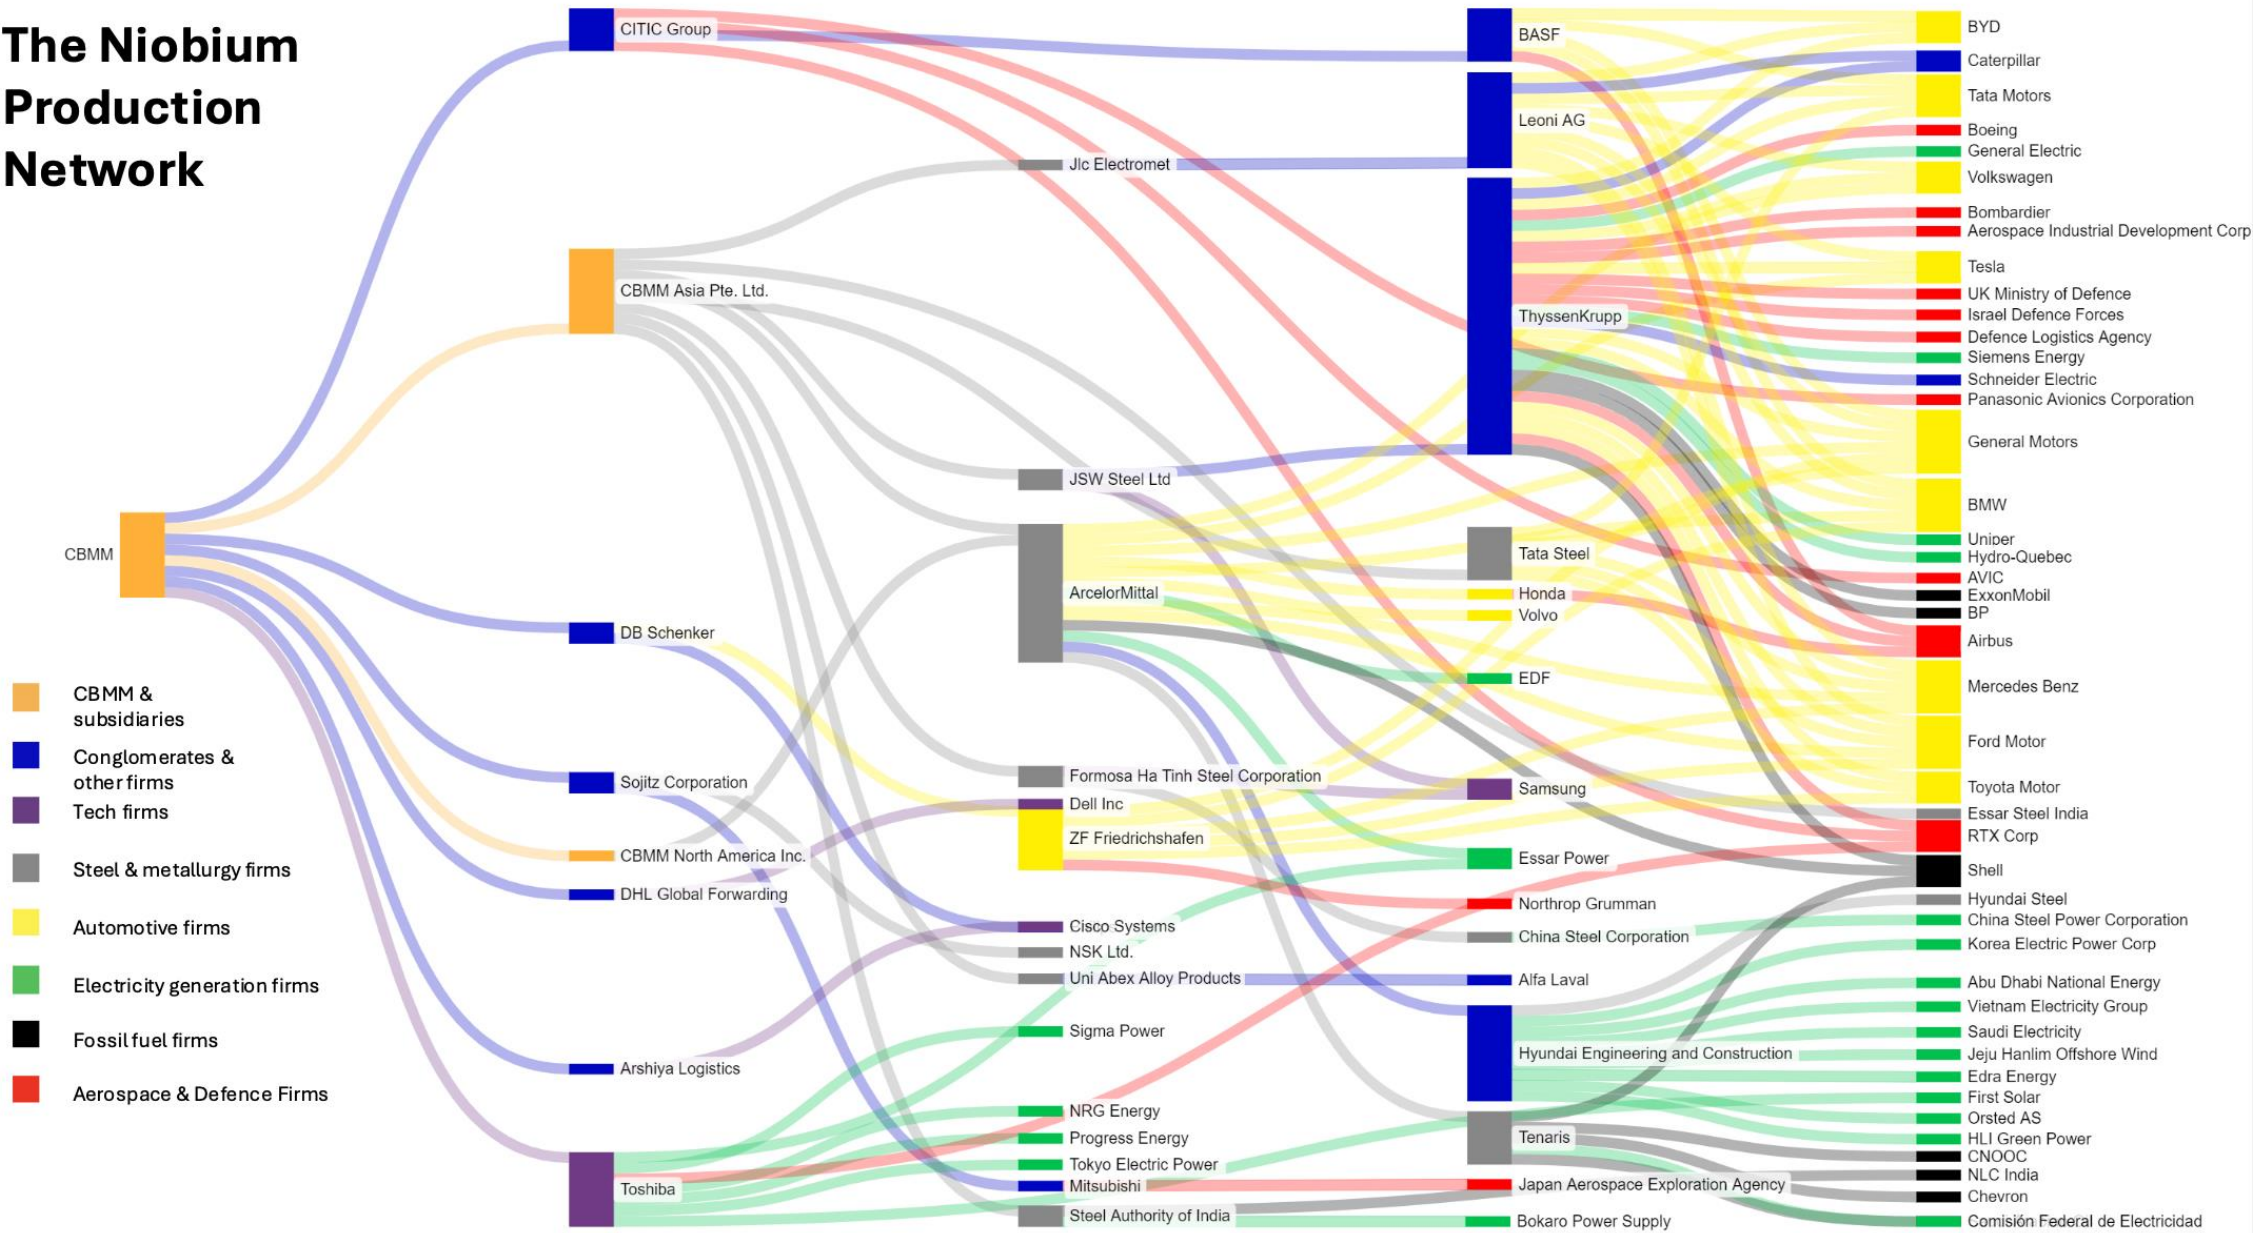 The Niobium
Production
Network
CBMM
CBMM &
subsidiaries
Conglomerates &
other firms
Tech firms
Steel & metallurgy firms
Automotive firms
Electricity generation firms
Fossil fuel firms
Aerospace & Defence Firms
CITIC Group
CBMM Asia Pte. Ltd.
DB Schenker
Sojitz Corporation
CBMM North America Inc.
DHL Global Forwarding
Arshiya Logistics
Toshiba
Jlc Electromet
JSW Steel Ltd
ArcelorMittal
Formosa Ha Tinh Steel Corporation
Dell Inc
ZF Friedrichshafen
Cisco Systems
NSK Ltd.
Uni Abex Alloy Products
Sigma Power
NRG Energy
Progress Energy
Tokyo Electric Power
Mitsubishi
Steel Authority of India
BASF
Leoni AG
ThyssenKrupp
Tata Steel
Honda
Volvo
EDF
Samsung
Essar Power
Northrop Grumman
China Steel Corporation
Alfa Laval
Hyundai Engineering and Construction
Tenaris
Japan Aerospace Exploration Agency
Bokaro Power Supply
BYD
Caterpillar
Tata Motors
Boeing
General Electric
Volkswagen
Bombardier
Aerospace Industrial Development Corp
Tesla
UK Ministry of Defence
Israel Defence Forces
Defence Logistics Agency
Siemens Energy
Schneider Electric
Panasonic Avionics Corporation
General Motors
BMW
Uniper
Hydro-Quebec
AVIC
ExxonMobil
BP
Airbus
Mercedes Benz
Ford Motor
Toyota Motor
Essar Steel India
RTX Corp
Shell
Hyundai Steel
China Steel Power Corporation
Korea Electric Power Corp
Abu Dhabi National Energy
Vietnam Electricity Group
Saudi Electricity
Jeju Hanlim Offshore Wind
Edra Energy
First Solar
Orsted AS
HLI Green Power
CNOOC
NLC India
Chevron
Comisión Federal de Electricidad